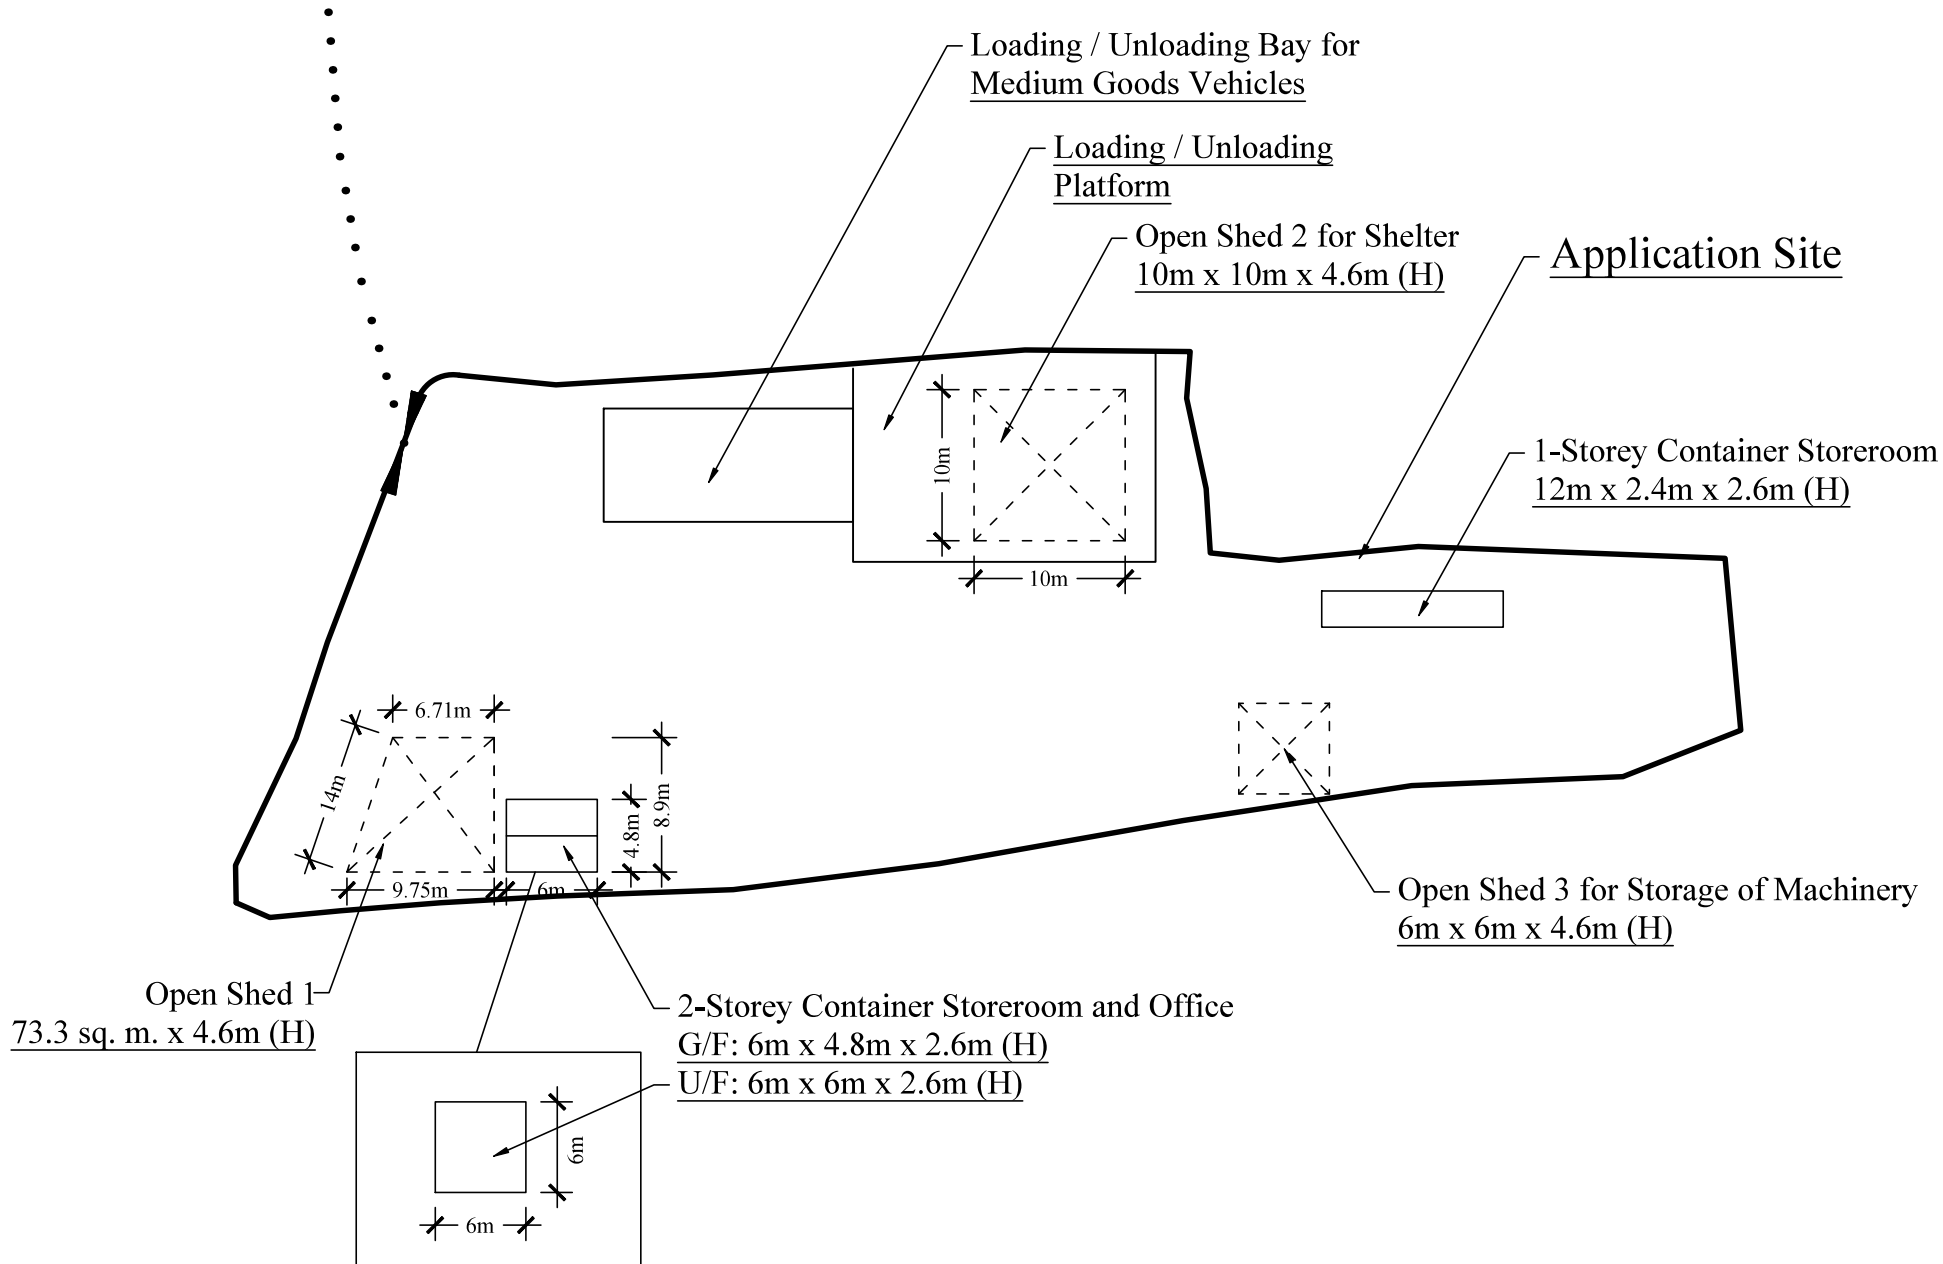 Loading / Unloading Bay for
Medium Goods Vehicles
Loading / Unloading
Platform
Open Shed 2 for Shelter
10m x 10m x 4.6m (H)
Application Site
10m
10m
1-Storey Container Storeroom
12m x 2.4m x 2.6m (H)
6.71m
14m
8.9m
4.8m
9.75m
6m
Open Shed 3 for Storage of Machinery
6m x 6m x 4.6m (H)
Open Shed 1
73.3 sq. m. x 4.6m (H)
2-Storey Container Storeroom and Office
G/F: 6m x 4.8m x 2.6m (H)
U/F: 6m x 6m x 2.6m (H)
6m
6m